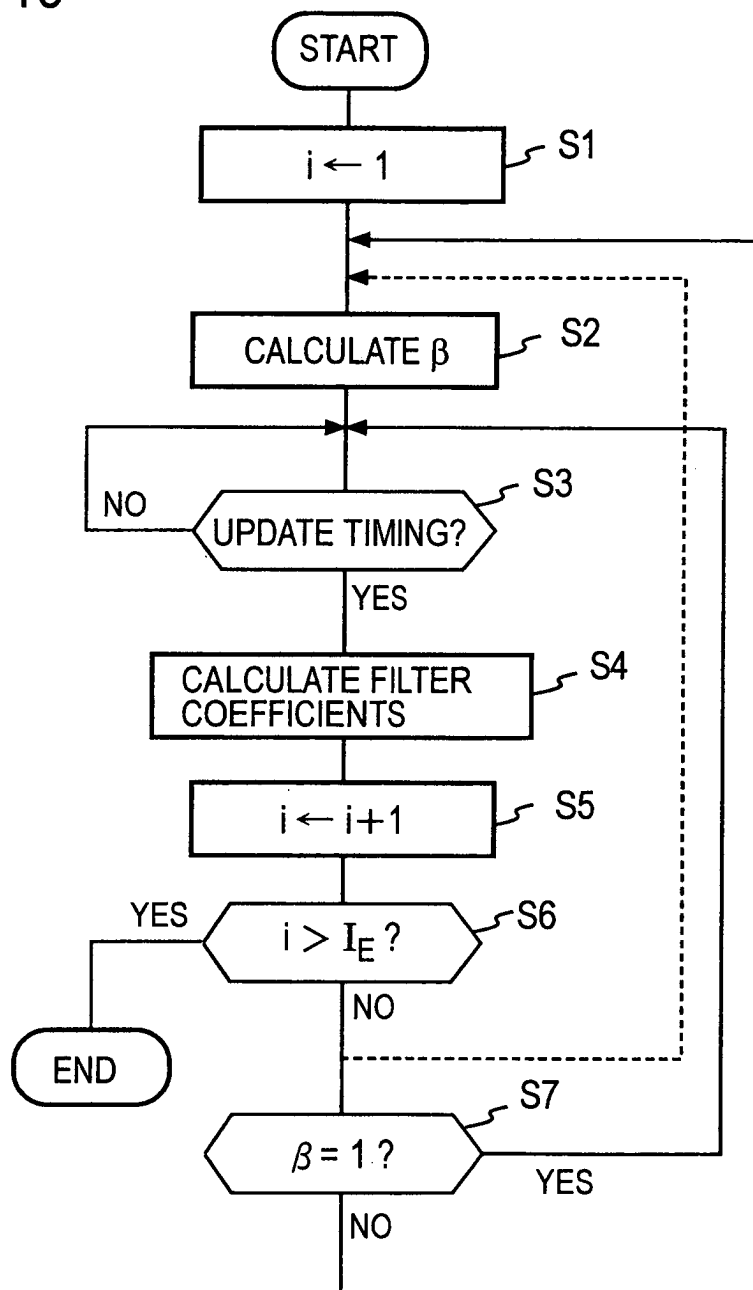 START
i ← 1
S1
CALCULATE β
S2
S3
NO
UPDATE TIMING?
YES
CALCULATE FILTER
COEFFICIENTS
S4
i ← i+1
S5
YES
i > I_E ?
S6
NO
END
S7
β = 1 ?
YES
NO